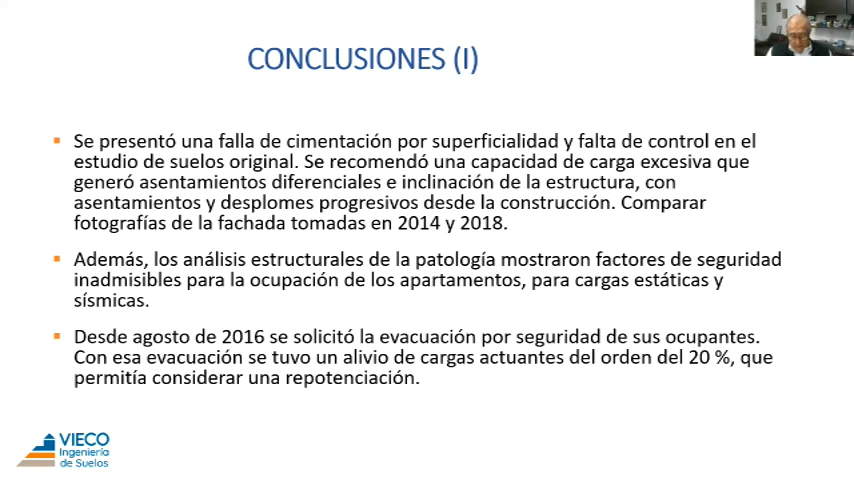 CONCLUSIONES (I)
Se presentó una falla de cimentación por superficialidad y falta de control en el
estudio de suelos original. Se recomendó una capacidad de carga excesiva que
generó asentamientos diferenciales e inclinación de la estructura, con
asentamientos y desplomes progresivos desde la construcción. Comparar
fotografías de la fachada tomadas en 2014 y 2018.
Además, los análisis estructurales de la patología mostraron factores de seguridad
inadmisibles para la ocupación de los apartamentos, para cargas estáticas y
sísmicas.
Desde agosto de 2016 se solicitó la evacuación por seguridad de sus ocupantes.
Con esa evacuación se tuvo un alivio de cargas actuantes del orden del 20 %, que
permitía considerar una repotenciación.
VIECO
Ingeniería
de Suelos